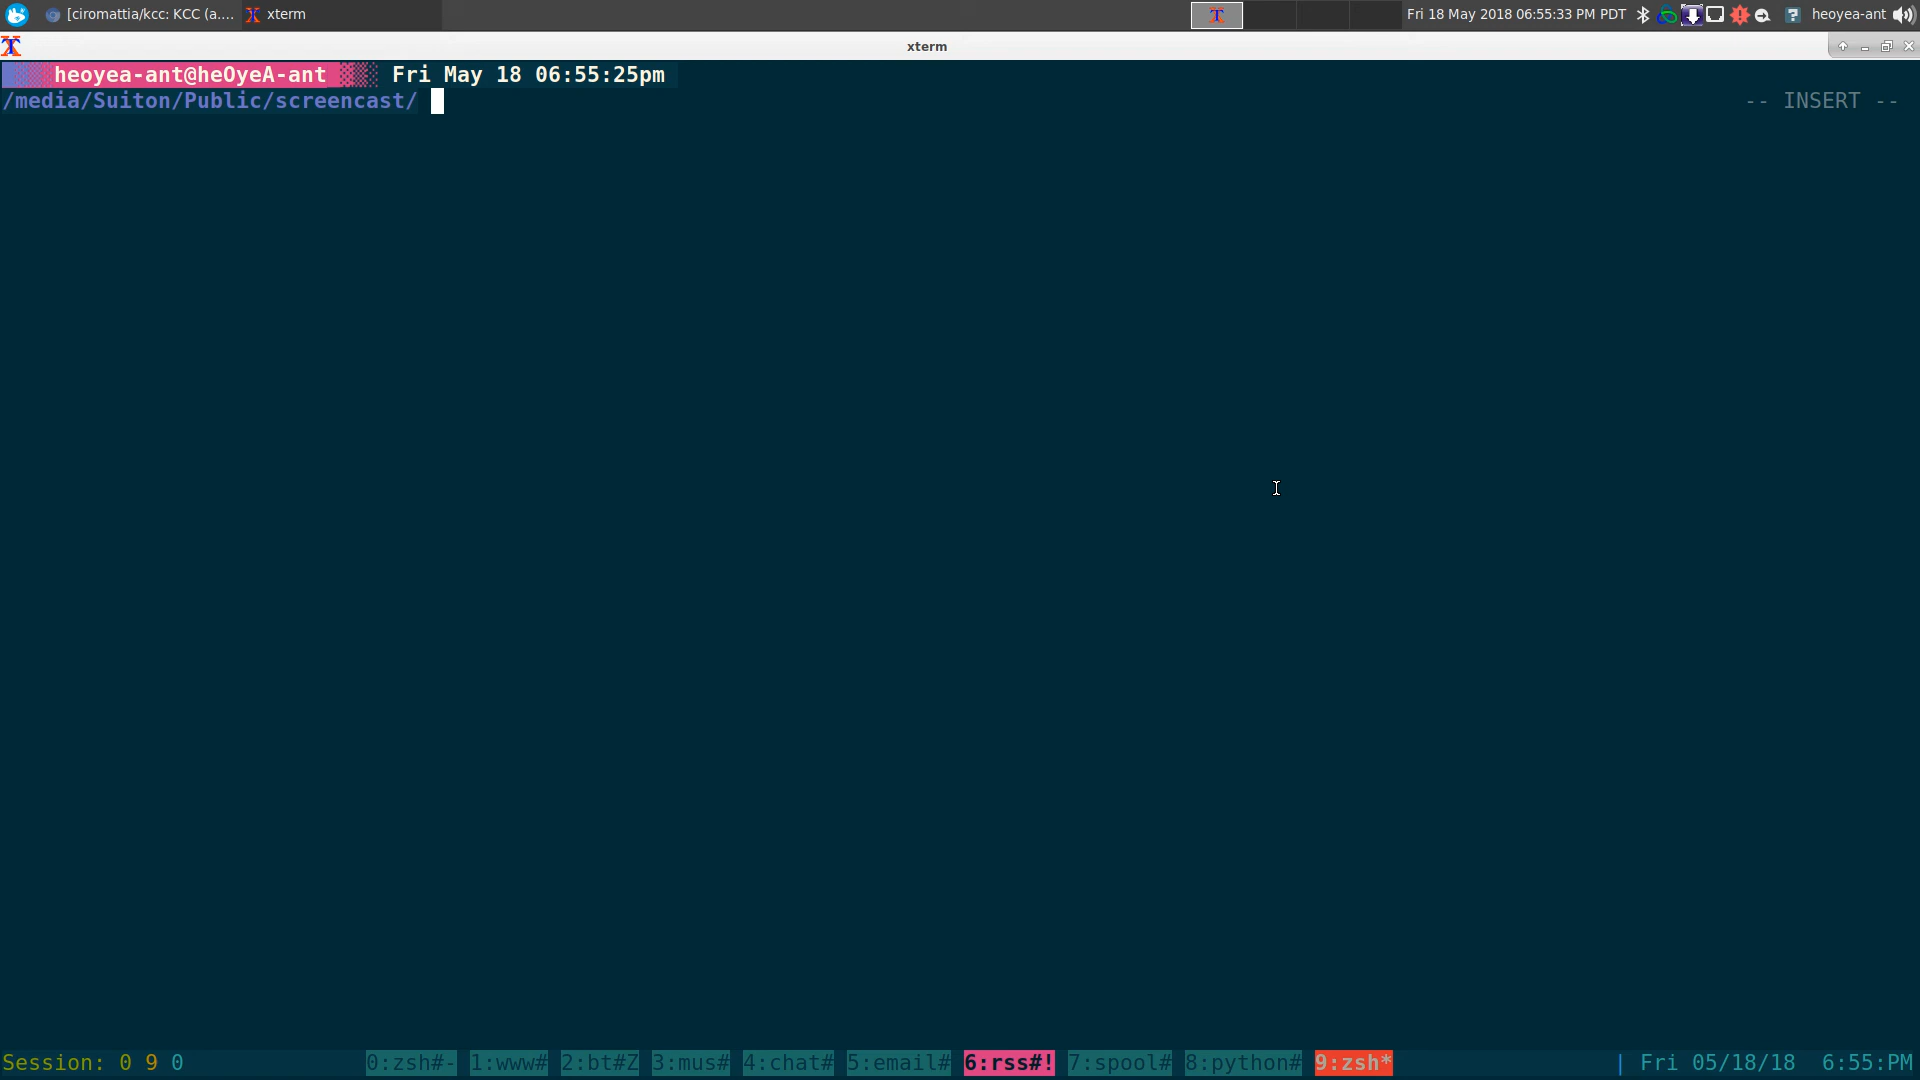 [ciromattia/kcc: KCC (a.... xterm Fri 18 May 2018 06:55:33 PM PDT heoyea-ant
xterm
heoyea-ant@heOyeA-ant Fri May 18 06:55:25pm
/media/Suiton/Public/screencast/ -- INSERT --
Session: 0 9 0 0:zsh#- 1:www# 2:bt#Z 3:mus# 4:chat# 5:email# 6:rss#! 7:spool# 8:python# 9:zsh* | Fri 05/18/18 6:55:PM